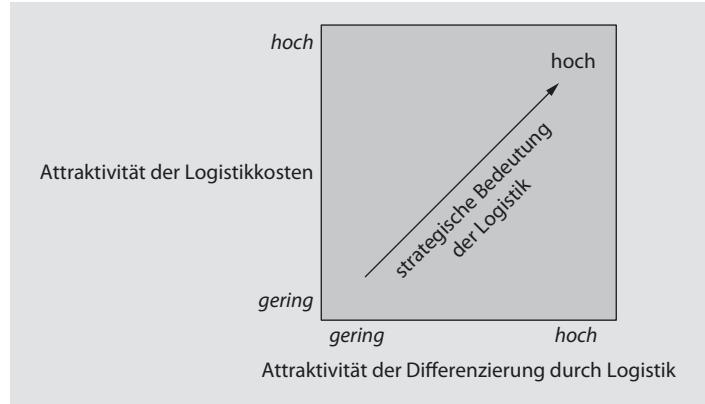 hoch
hoch
Attraktivität der Logistikkosten
strategische Bedeutung
der Logistik
gering
gering hoch
Attraktivität der Differenzierung durch Logistik